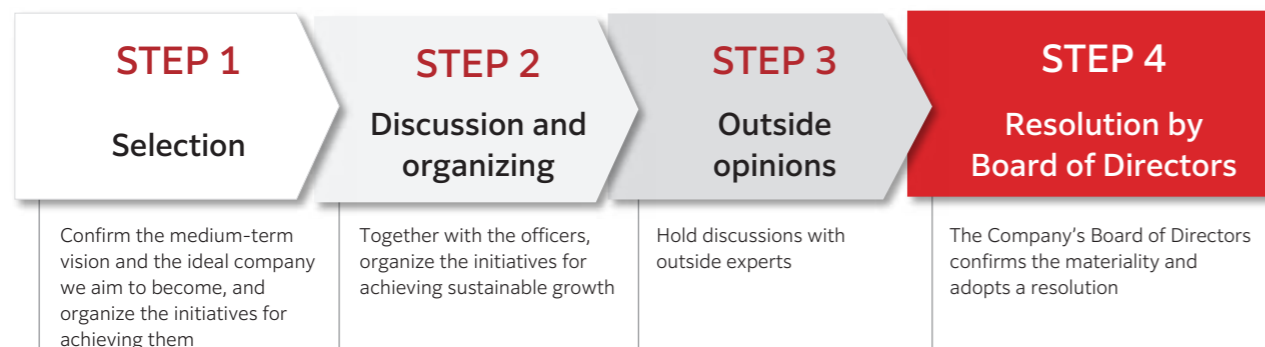 STEP 1
Selection
Confirm the medium-term
vision and the ideal company
we aim to become, and
organize the initiatives for
achieving them
STEP 2
Discussion and
organizing
Together with the officers,
organize the initiatives for
achieving sustainable growth
STEP 3
Outside
opinions
Hold discussions with
outside experts
STEP 4
Resolution by
Board of Directors
The Company’s Board of Directors
confirms the materiality and
adopts a resolution